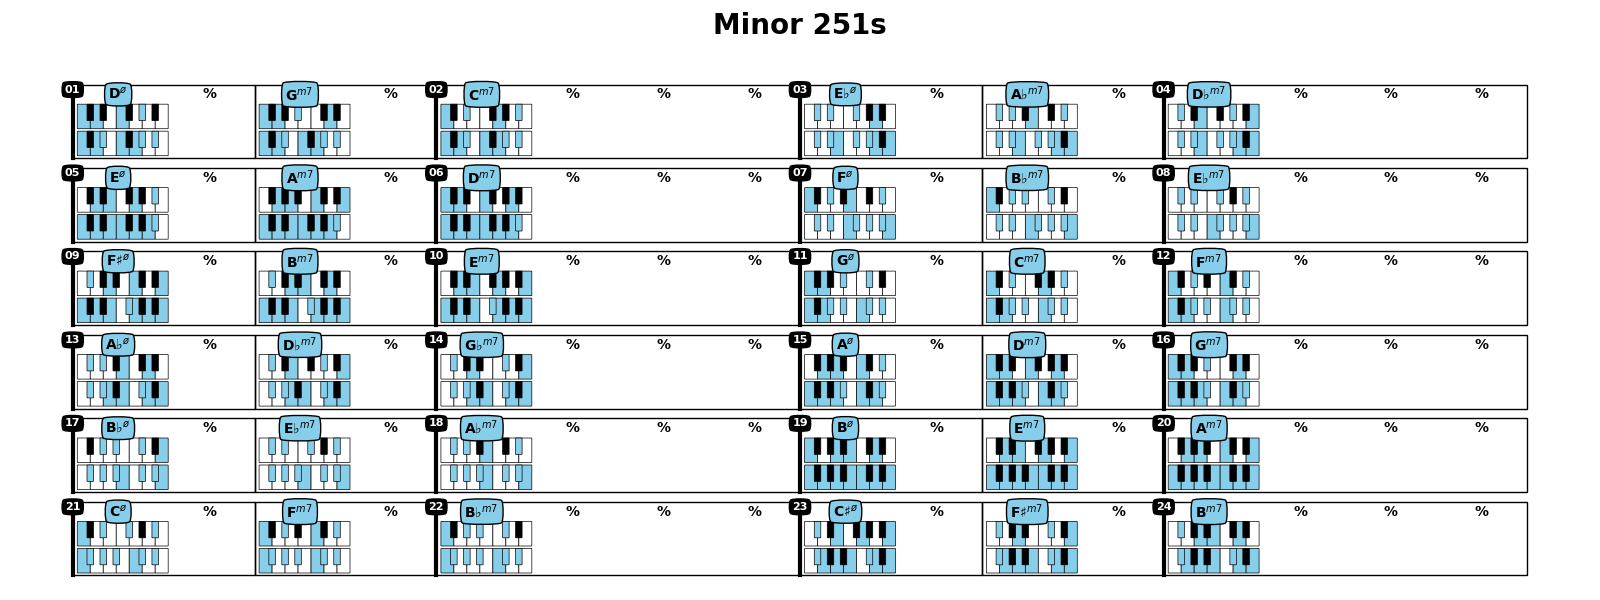 Minor 251s
01 Dø % Gm7 % 02 Cm7 % % % 03 E♭ø % A♭m7 % 04 D♭m7 % % %
05 Eø % Am7 % 06 Dm7 % % % 07 Fø % B♭m7 % 08 E♭m7 % % %
09 F♯ø % Bm7 % 10 Em7 % % % 11 Gø % Cm7 % 12 Fm7 % % %
13 A♭ø % D♭m7 % 14 G♭m7 % % % 15 Aø % Dm7 % 16 Gm7 % % %
17 B♭ø % E♭m7 % 18 A♭m7 % % % 19 Bø % Em7 % 20 Am7 % % %
21 Cø % Fm7 % 22 B♭m7 % % % 23 C♯ø % F♯m7 % 24 Bm7 % % %